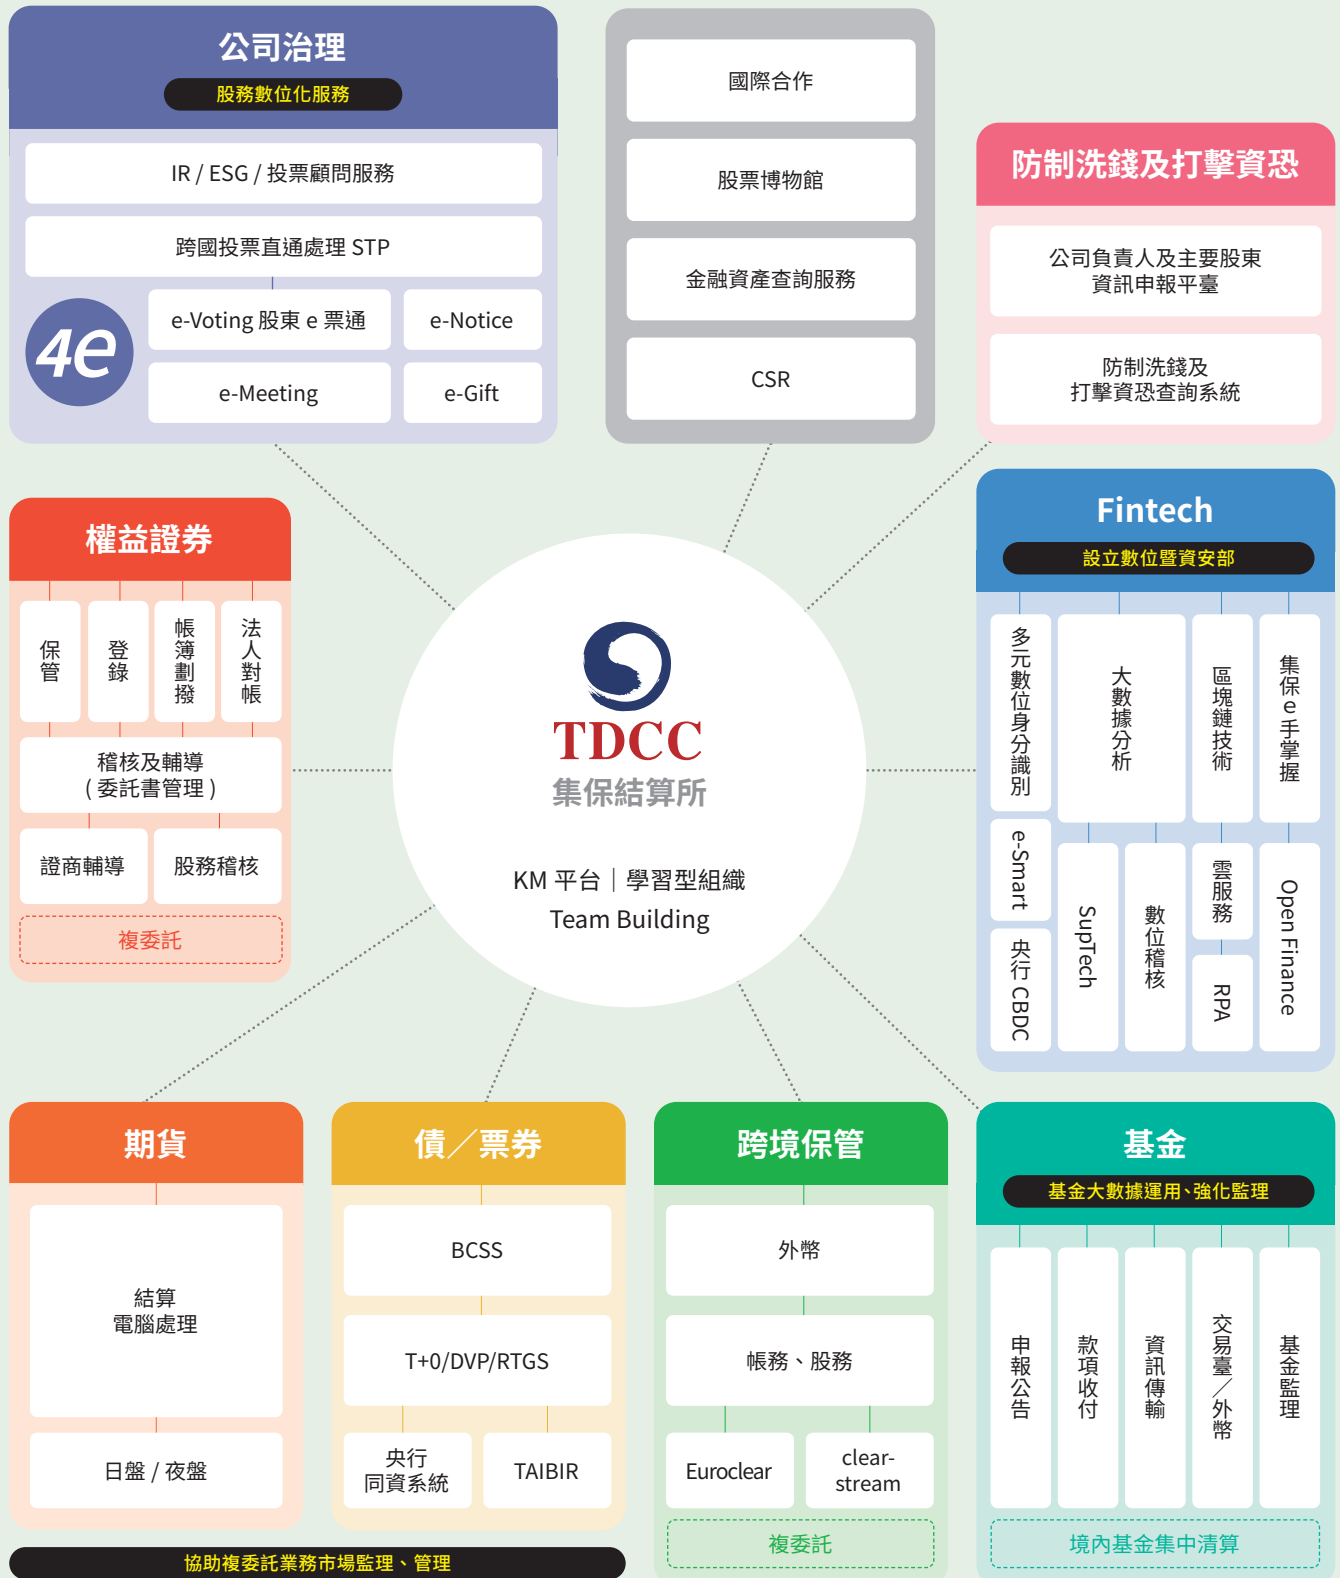 公司治理
股務數位化服務
IR / ESG / 投票顧問服務
跨國投票直通處理 STP
4e
e-Voting 股東 e 票通
e-Notice
e-Meeting
e-Gift
國際合作
股票博物館
金融資產查詢服務
CSR
防制洗錢及打擊資恐
公司負責人及主要股東
資訊申報平臺
防制洗錢及
打擊資恐查詢系統
權益證券
保管
登錄
帳簿劃撥
法人對帳
稽核及輔導
( 委託書管理 )
證商輔導
股務稽核
複委託
TDCC
集保結算所
KM 平台｜學習型組織
Team Building
Fintech
設立數位暨資安部
多元數位身分識別
大數據分析
區塊鏈技術
集保e手掌握
e-Smart
央行 CBDC
SupTech
數位稽核
雲服務
RPA
Open Finance
期貨
結算
電腦處理
日盤 / 夜盤
債／票券
BCSS
T+0/DVP/RTGS
央行
同資系統
TAIBIR
協助複委託業務市場監理、管理
跨境保管
外幣
帳務、股務
Euroclear
clear-
stream
複委託
基金
基金大數據運用、強化監理
申報公告
款項收付
資訊傳輸
交易臺／外幣
基金監理
境內基金集中清算